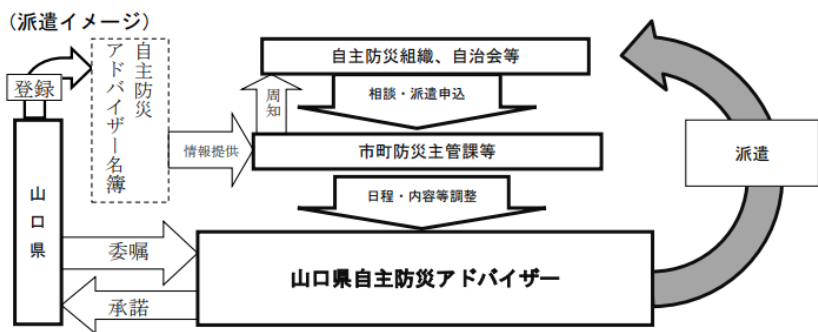 (派遣イメージ)
登録
自主防災
アドバイザー名簿
自主防災組織、自治会等
周知
相談・派遣申込
情報提供
市町防災主管課等
派遣
日程・内容等調整
山口県
委嘱
山口県自主防災アドバイザー
承諾